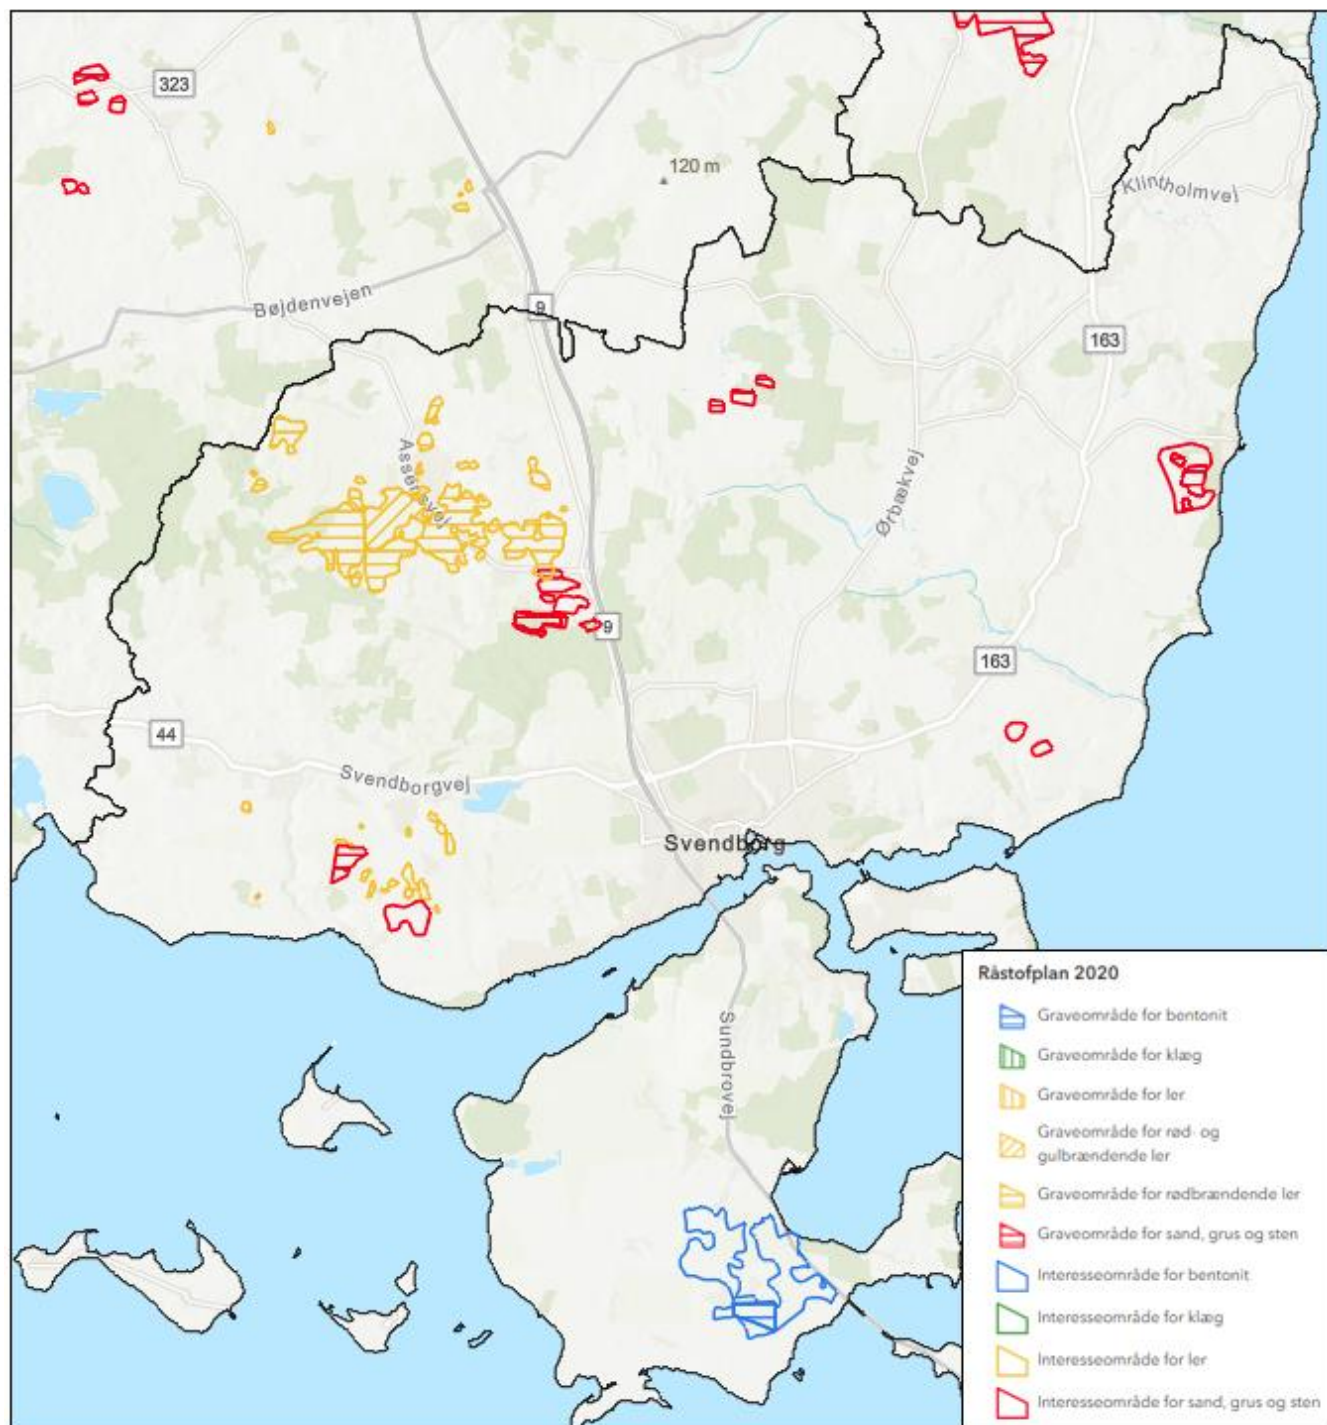 323
120 m
Klintholmvej
Bøjdenvejen
9
163
Assensvej
Ørbækvej
9
163
44
Svendborgvej
Svendborg
Sundbrovej
Råstofplan 2020
Graveområde for bentonit
Graveområde for klæg
Graveområde for ler
Graveområde for rød- og
gulbrændende ler
Graveområde for rødbrændende ler
Graveområde for sand, grus og sten
Interesseområde for bentonit
Interesseområde for klæg
Interesseområde for ler
Interesseområde for sand, grus og sten